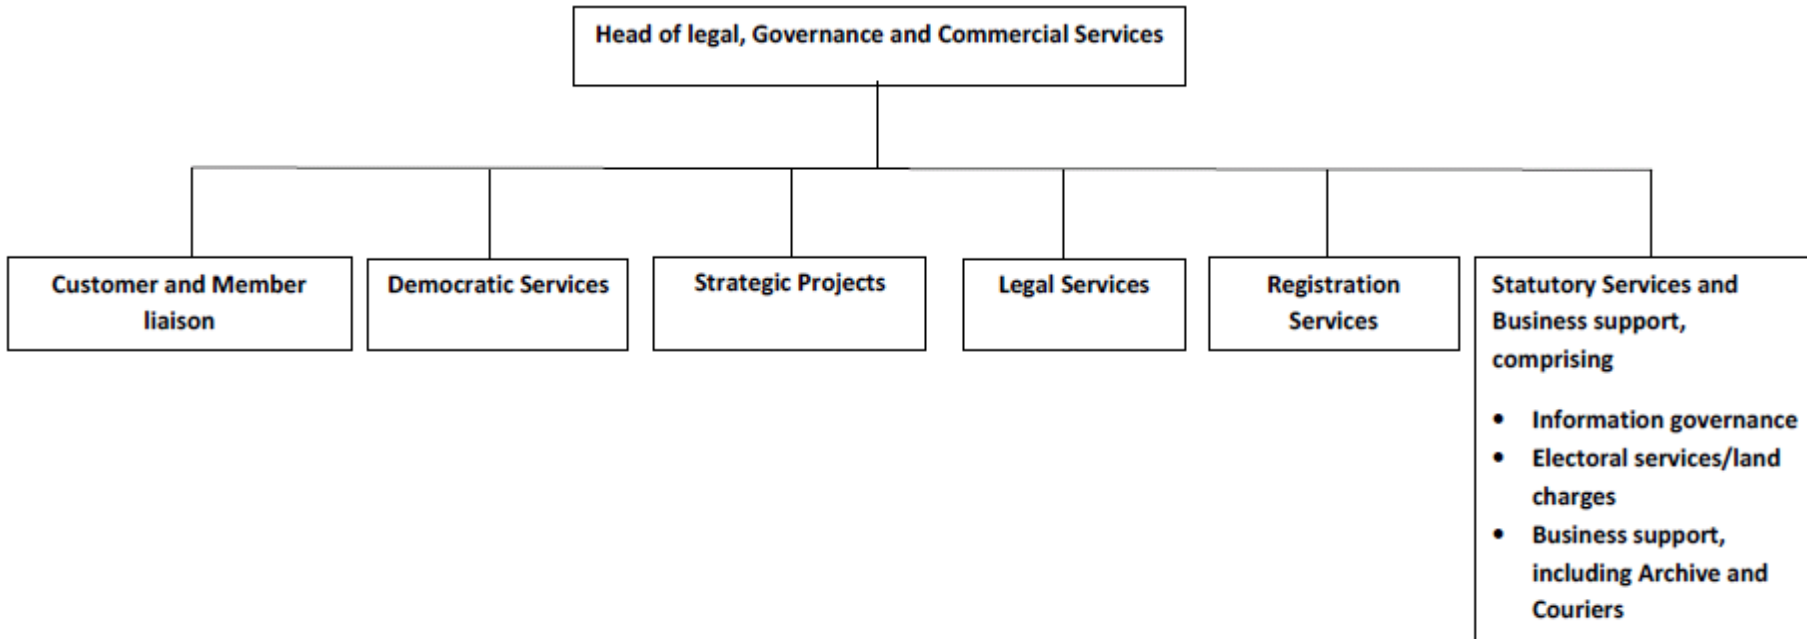 Head of legal, Governance and Commercial Services
Customer and Member
liaison
Democratic Services
Strategic Projects
Legal Services
Registration
Services
Statutory Services and
Business support,
comprising
• Information governance
• Electoral services/land
charges
• Business support,
including Archive and
Couriers